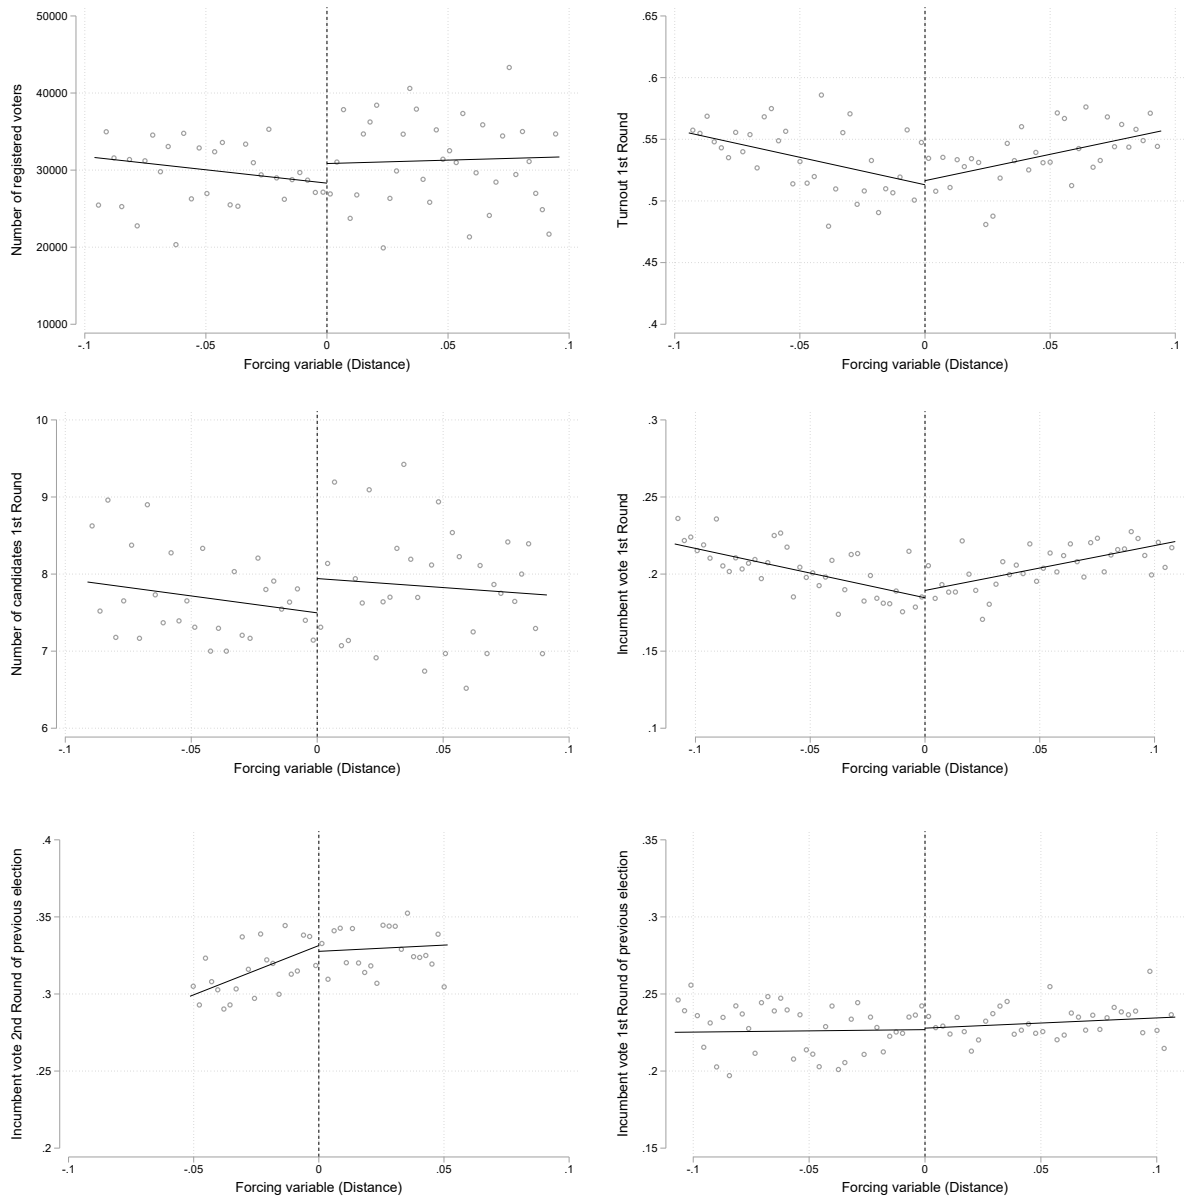 Number of registered voters
50000
40000
30000
20000
10000
-.1 -.05 0 .05 .1
Forcing variable (Distance)
Turnout 1st Round
.65
.6
.55
.5
.45
.4
-.1 -.05 0 .05 .1
Forcing variable (Distance)
Number of candidates 1st Round
10
9
8
7
6
-.1 -.05 0 .05 .1
Forcing variable (Distance)
Incumbent vote 1st Round
.3
.25
.2
.15
.1
-.1 -.05 0 .05 .1
Forcing variable (Distance)
Incumbent vote 2nd Round of previous election
.4
.35
.3
.25
.2
-.1 -.05 0 .05 .1
Forcing variable (Distance)
Incumbent vote 1st Round of previous election
.35
.3
.25
.2
.15
-.1 -.05 0 .05 .1
Forcing variable (Distance)